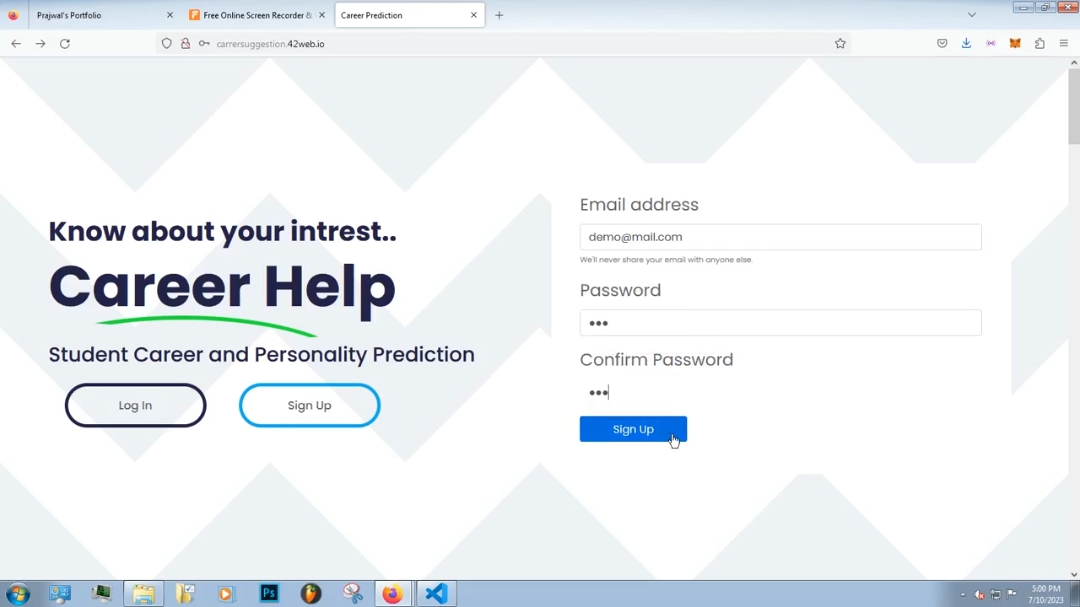 Prajwal's Portfolio
Free Online Screen Recorder &
Career Prediction
carrersuggestion.42web.io
Know about your intrest..
Career Help
Student Career and Personality Prediction
Log In
Sign Up
Email address
demo@mail.com
We'll never share your email with anyone else.
Password
•••
Confirm Password
•••
Sign Up
Ps
5:00 PM
7/10/2023